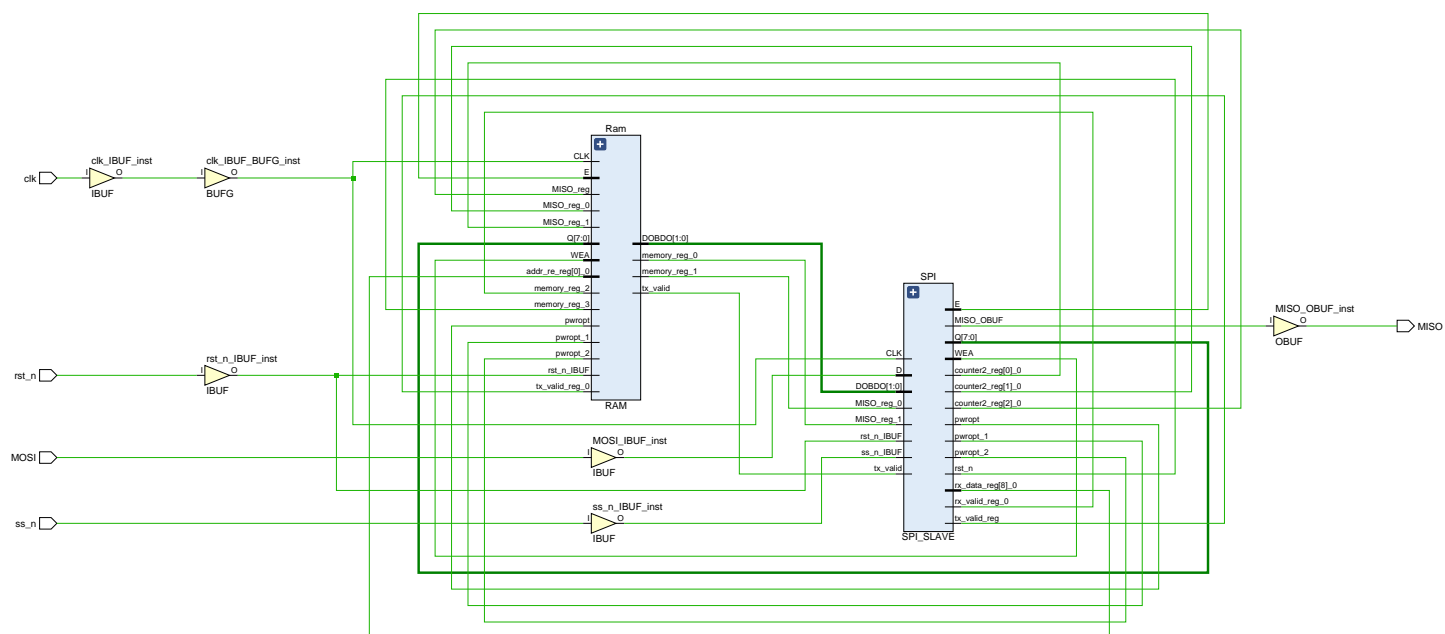 clk
I
clk_IBUF_inst
O
IBUF
I
clk_IBUF_BUFG_inst
O
BUFG
rst_n
I
rst_n_IBUF_inst
O
IBUF
MOSI
I
MOSI_IBUF_inst
O
IBUF
ss_n
I
ss_n_IBUF_inst
O
IBUF
Ram
CLK
E
MISO_reg
MISO_reg_0
MISO_reg_1
Q[7:0]
WEA
addr_re_reg[0]_0
memory_reg_2
memory_reg_3
pwropt
pwropt_1
pwropt_2
rst_n_IBUF
tx_valid_reg_0
DOBDO[1:0]
memory_reg_0
memory_reg_1
tx_valid
RAM
SPI
CLK
D
DOBDO[1:0]
MISO_reg_0
MISO_reg_1
rst_n_IBUF
ss_n_IBUF
tx_valid
E
MISO_OBUF
Q[7:0]
WEA
counter2_reg[0]_0
counter2_reg[1]_0
counter2_reg[2]_0
pwropt
pwropt_1
pwropt_2
rst_n
rx_data_reg[8]_0
rx_valid_reg_0
tx_valid_reg
SPI_SLAVE
MISO_OBUF_inst
I
O
OBUF
MISO